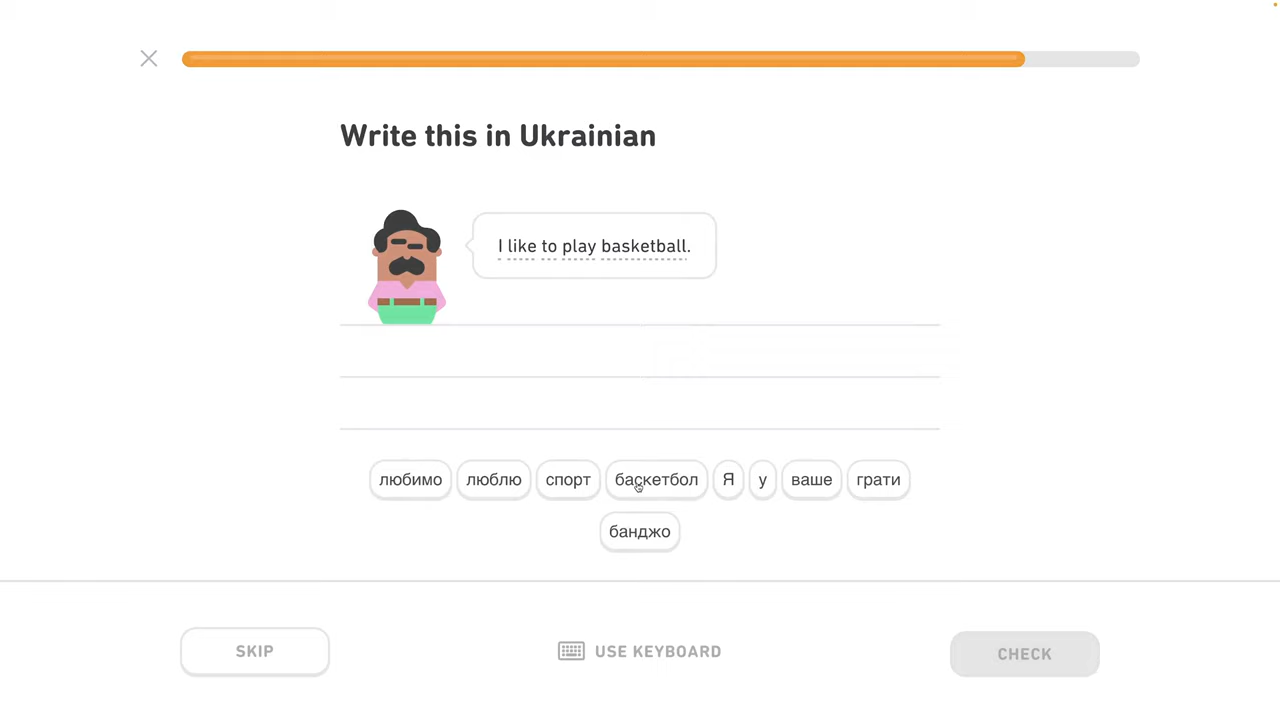 Write this in Ukrainian
I like to play basketball.
любимо люблю спорт баскетбол Я у ваше грати
банджо
SKIP USE KEYBOARD CHECK